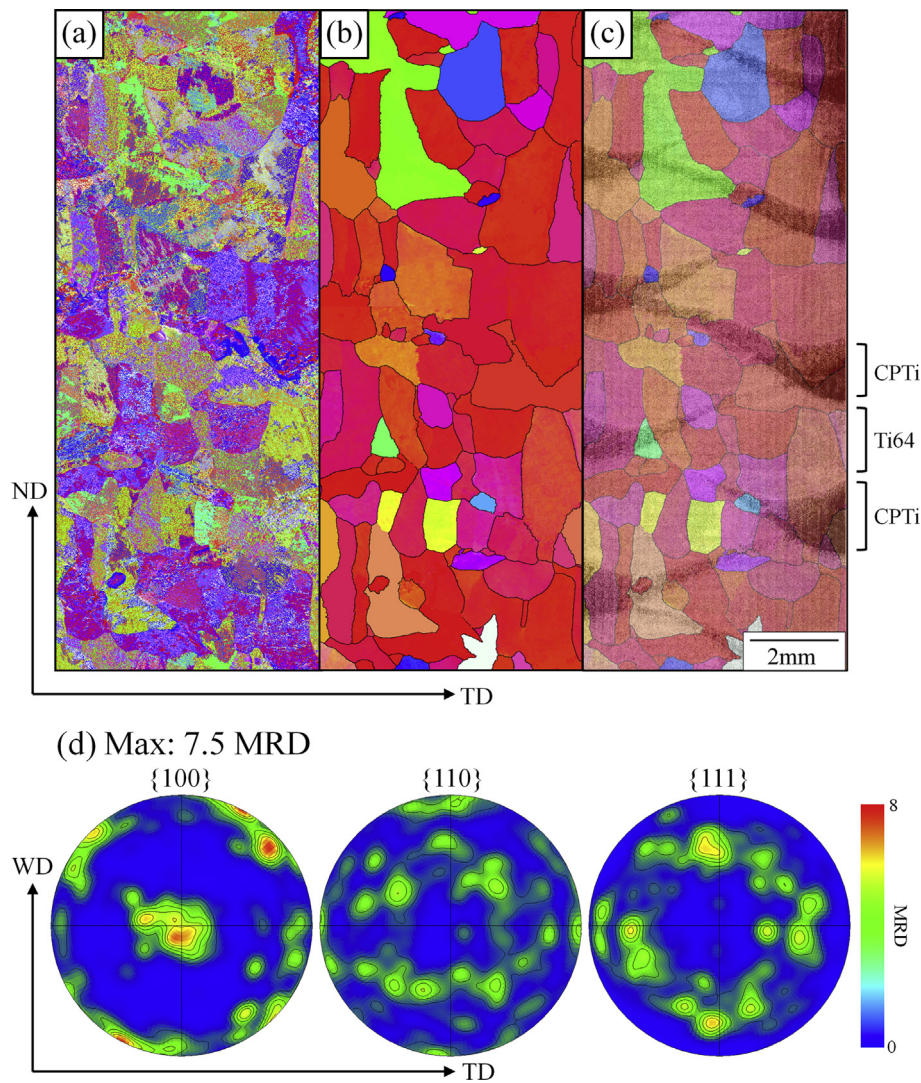 (a) (b) (c)
CPTi
Ti64
CPTi
ND
2mm
TD
(d) Max: 7.5 MRD
{100} {110} {111}
8
WD
MRD
0
TD